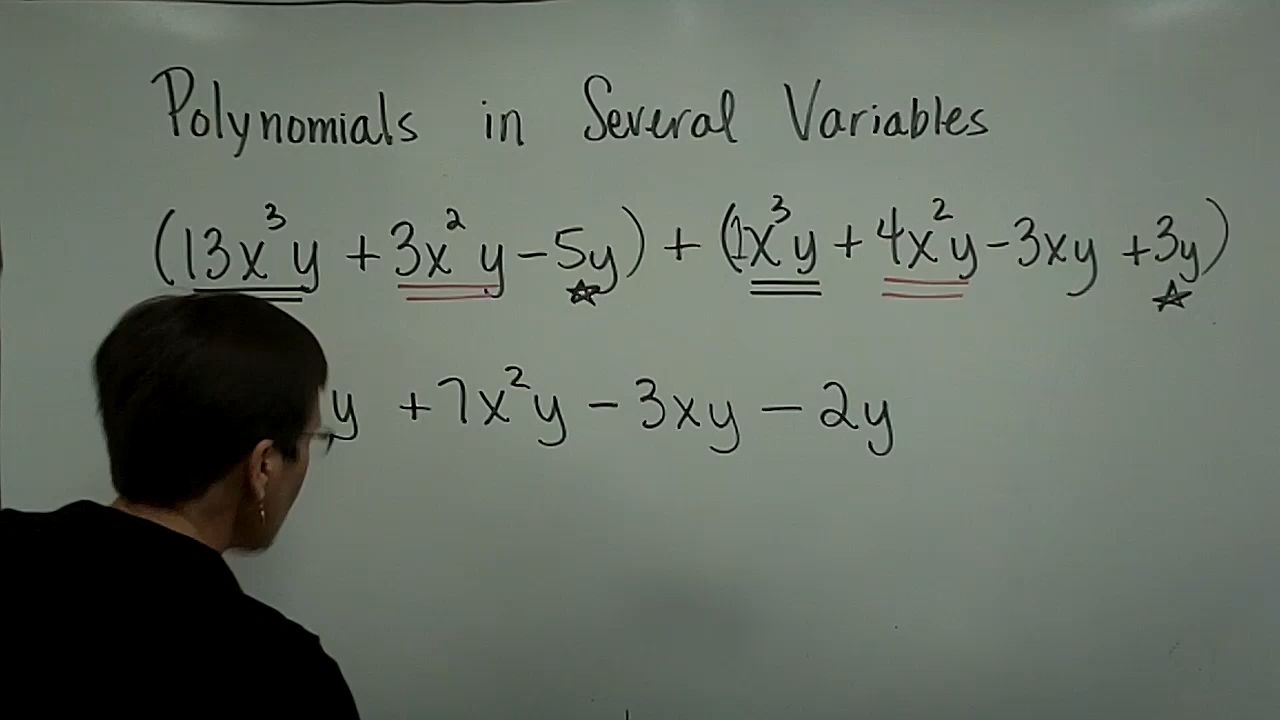 Polynomials in Several Variables
(13x³y + 3x²y - 5y) + (1x³y + 4x²y - 3xy + 3y)
y + 7x²y - 3xy - 2y